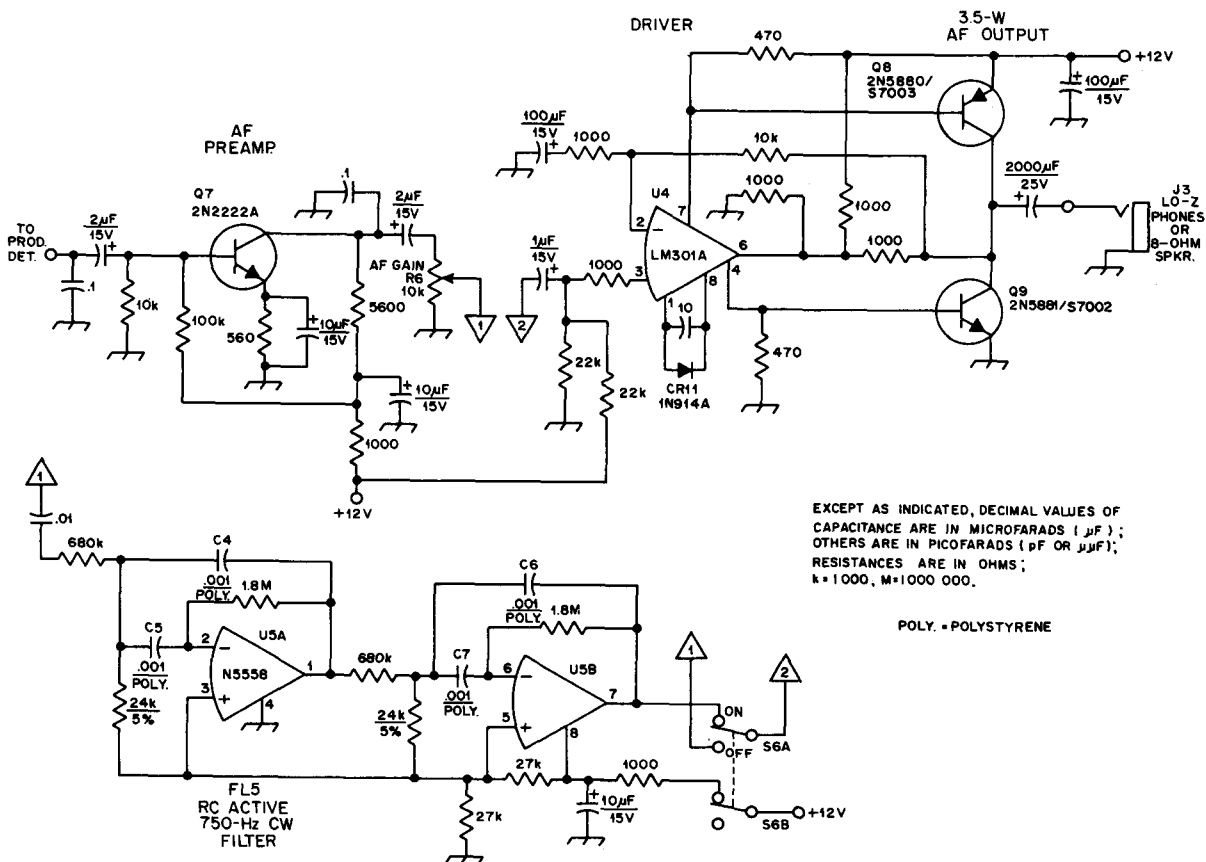 DRIVER
3.5-W
AF OUTPUT
470
+12V
Q8
2N5880/
S7003
100µF
15V
100µF
15V
1000
10k
AF
PREAMP.
.1
Q7
2N2222A
2µF
15V
U4
1000
1000
2000µF
25V
J3
LO-Z
PHONES
OR
8-OHM
SPKR.
TO
PROD.
DET.
2µF
15V
.1
10k
100k
560
10µF
15V
5600
AF GAIN
R6
10k
1
1µF
15V
2
1000
7
2
3
LM301A
6
4
1
8
1000
10
CR11
1N914A
22k
22k
470
Q9
2N5881/S7002
10µF
15V
1000
+12V
EXCEPT AS INDICATED, DECIMAL VALUES OF
CAPACITANCE ARE IN MICROFARADS ( µF ) ;
OTHERS ARE IN PICOFARADS ( pF OR µµF);
RESISTANCES ARE IN OHMS ;
k=1000, M=1000 000.
POLY. = POLYSTYRENE
1
.01
680k
C4
.001
POLY.
1.8M
C5
.001
POLY.
2
U5A
N5558
1
3
4
24k
5%
680k
C6
.001
POLY.
1.8M
C7
.001
POLY.
6
U5B
7
5
8
24k
5%
1
2
ON
OFF
S6A
27k
1000
27k
10µF
15V
S6B
+12V
FL5
RC ACTIVE
750-Hz CW
FILTER